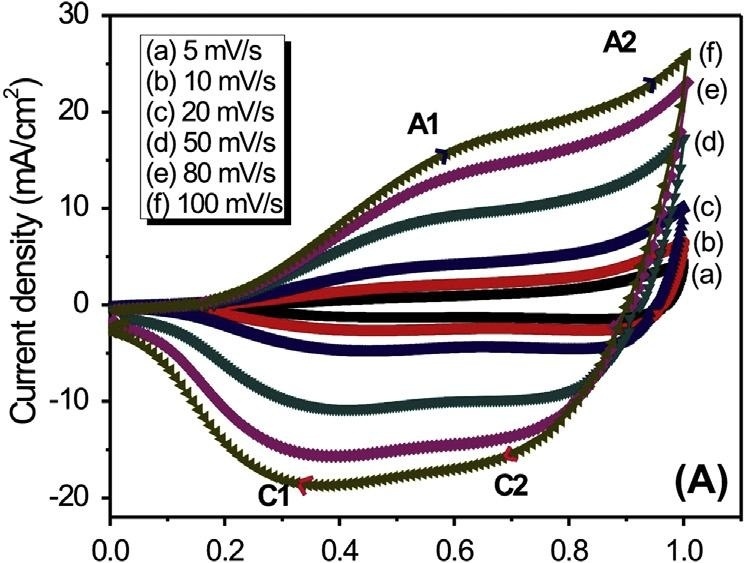 30
20
10
0
-10
-20
Current density (mA/cm²)
(a) 5 mV/s
(b) 10 mV/s
(c) 20 mV/s
(d) 50 mV/s
(e) 80 mV/s
(f) 100 mV/s
A1
A2
(f)
(e)
(d)
(c)
(b)
(a)
C1
C2
(A)
0.0 0.2 0.4 0.6 0.8 1.0